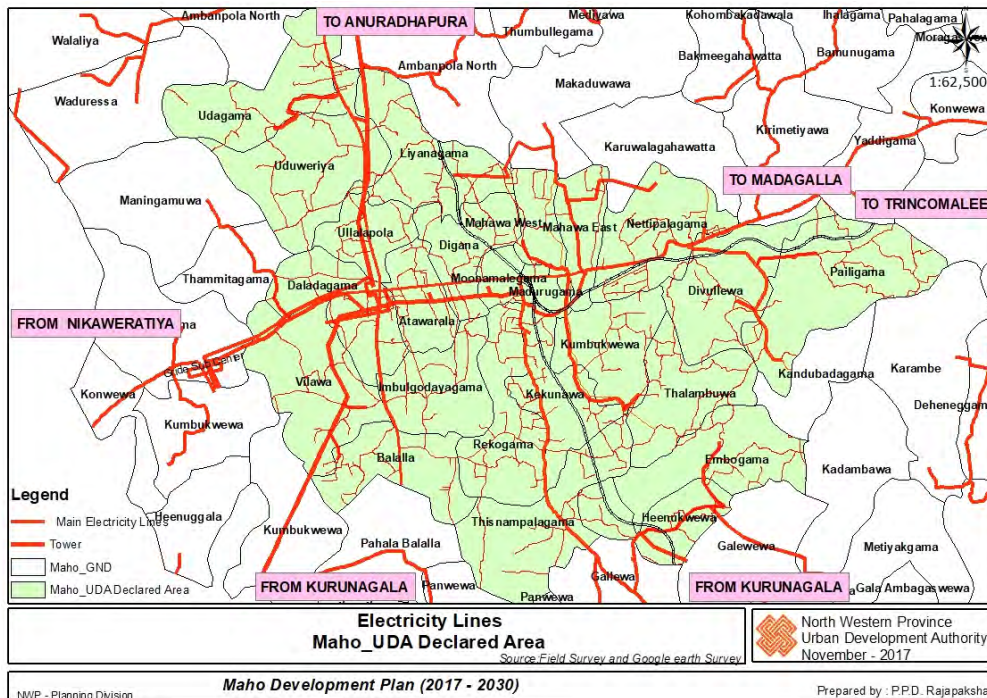 Ambanpola North
TO ANURADHAPURA
Mediyawa
Kohombakadawala
Ihalagama
Pahalagama
Walaliya
Thumbullegama
Bakmeegahawatta
Bamunugama
Ambanpola North
Makaduwawa
1:62,500
Waduressa
Konwewa
Udagama
Kirimetiyawa
Yaddigama
Liyanagama
Karuwalagahawatta
Uduweriya
TO MADAGALLA
Maningamuwa
TO TRINCOMALEE
Mahawa West
Mahawa East
Nettipalagama
Ullalapola
Digana
Thammitagama
Daladagama
Moonamalegama
Madurugama
Divullewa
Pailigama
FROM NIKAWERATIYA
Atawarala
Kumbukwewa
Gride Sub Center
Vilawa
Imbulgodayagama
Kandubadagama
Karambe
Konwewa
Kekunawa
Thalambuwa
Deheneggam
Kumbukwewa
Rekogama
Balalla
Embogama
Kadambawa
Legend
Main Electricity Lines
Tower
Maho_GND
Maho_UDA Declared Area
Heenuggala
Kumbukwewa
Thisnampalagama
Heenukwewa
Pahala Balalla
Galewewa
Metiyakgama
FROM KURUNAGALA
Panwewa
Gallewa
FROM KURUNAGALA
Gala Ambagaswewa
Panwewa
Electricity Lines
Maho_UDA Declared Area
Source:Field Survey and Google earth Survey
North Western Province
Urban Development Authority
November - 2017
Maho Development Plan (2017 - 2030)
NWP - Planning Division
Prepared by : P.P.D. Rajapaksha